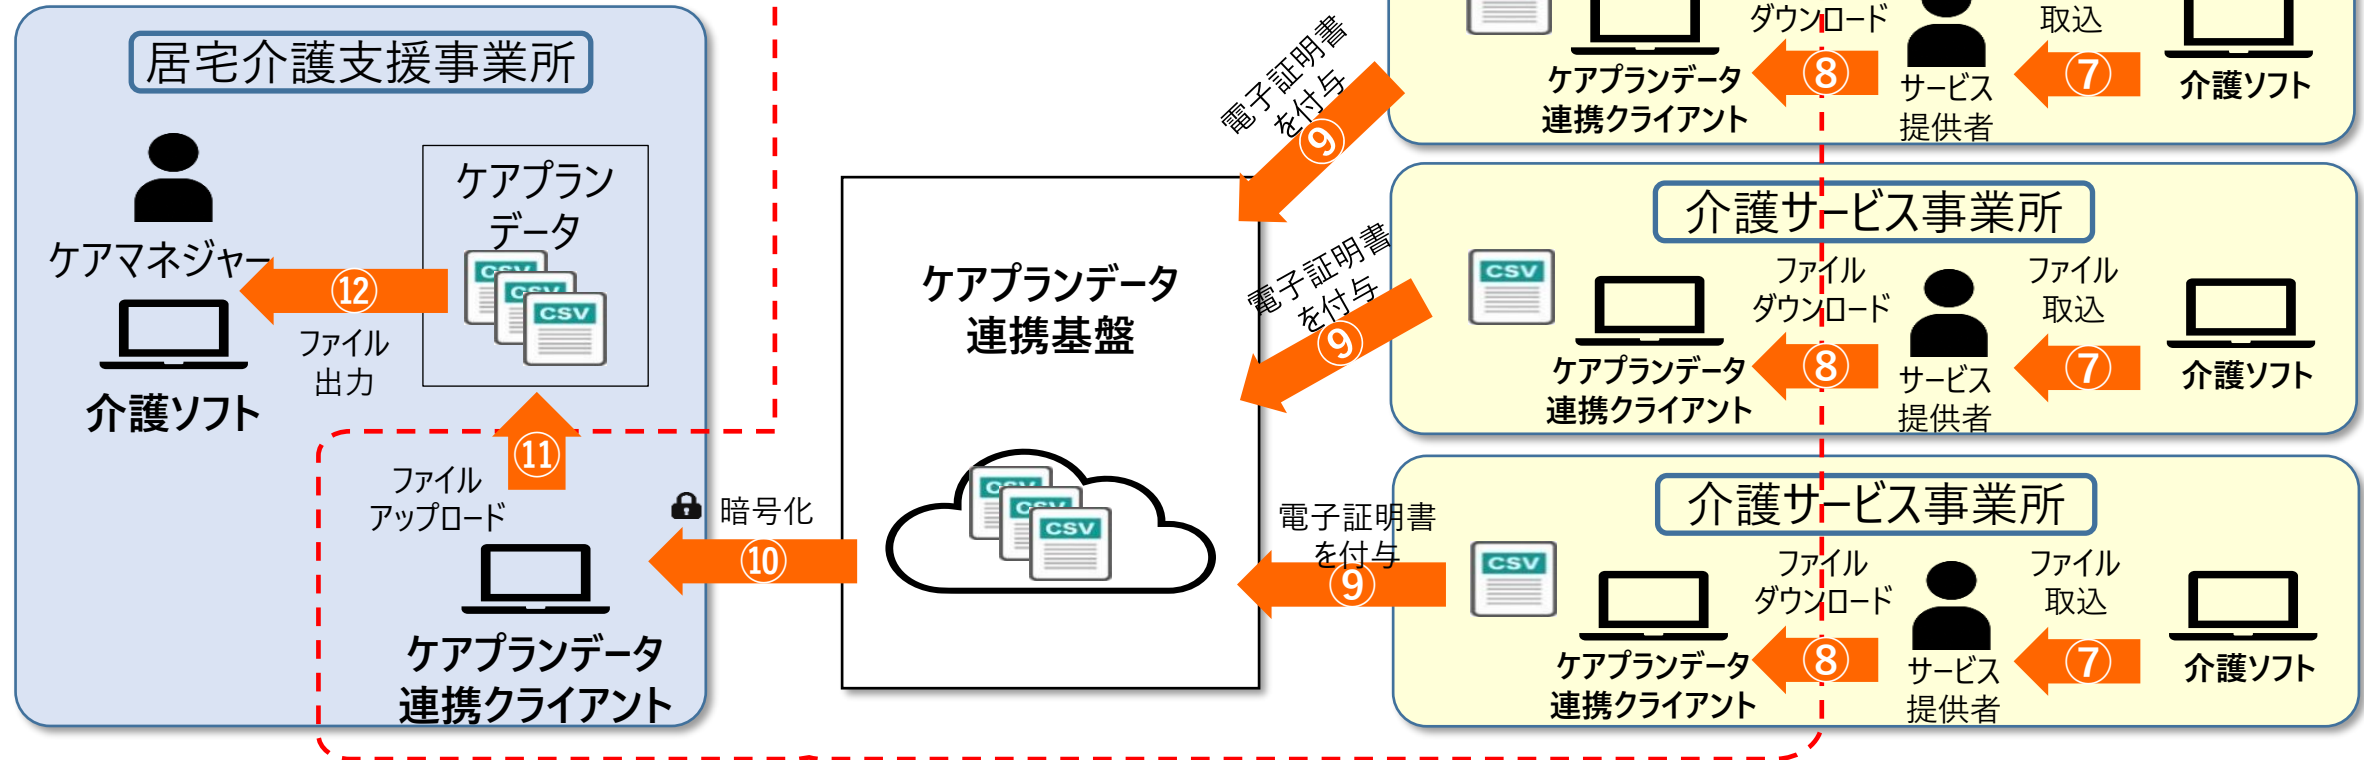 居宅介護支援事業所
ケアマネジャー
介護ソフト
ケアプラン
データ
CSV
CSV
CSV
⑫
ファイル
出力
⑪
ファイル
アップロード
ケアプランデータ
連携クライアント
暗号化
⑩
ケアプランデータ
連携基盤
CSV
CSV
CSV
電子証明書
を付与
⑨
ケアプランデータ
連携クライアント
ダウンロード
⑧
サービス
提供者
取込
⑦
介護ソフト
介護サービス事業所
電子証明書
を付与
⑨
CSV
ケアプランデータ
連携クライアント
ファイル
ダウンロード
⑧
サービス
提供者
ファイル
取込
⑦
介護ソフト
介護サービス事業所
電子証明書
を付与
⑨
CSV
ケアプランデータ
連携クライアント
ファイル
ダウンロード
⑧
サービス
提供者
ファイル
取込
⑦
介護ソフト